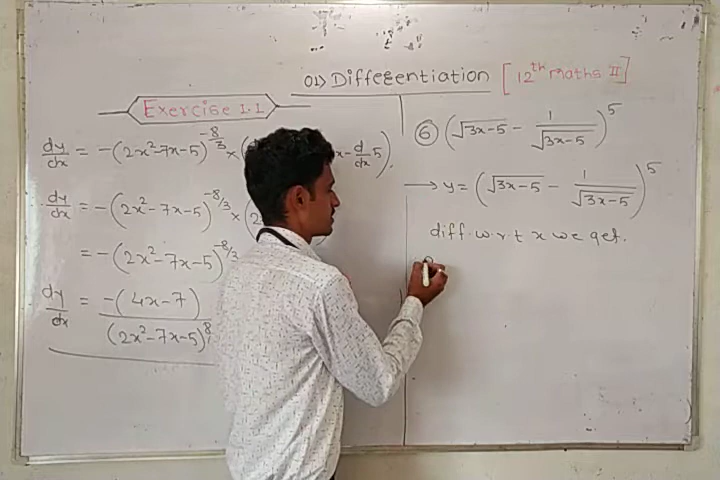 01) Differentiation [12th maths II]
Exercise 1.1
dy/dx = -(2x²-7x-5)^-8/3 × ( x - d/dx 5).
dy/dx = -(2x²-7x-5)^-8/3 × (2
= -(2x²-7x-5)^-8/3
dy/dx = -(4x-7) / (2x²-7x-5)^8
⑥ (√3x-5 - 1/√3x-5)^5
→ y = (√3x-5 - 1/√3x-5)^5
diff. w.r.t x we get.